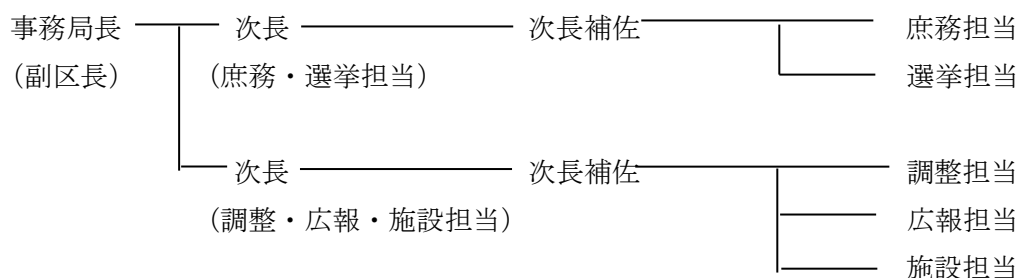 事務局長 次長 次長補佐 庶務担当
（副区長） （庶務・選挙担当） 選挙担当
次長 次長補佐 調整担当
（調整・広報・施設担当） 広報担当
施設担当